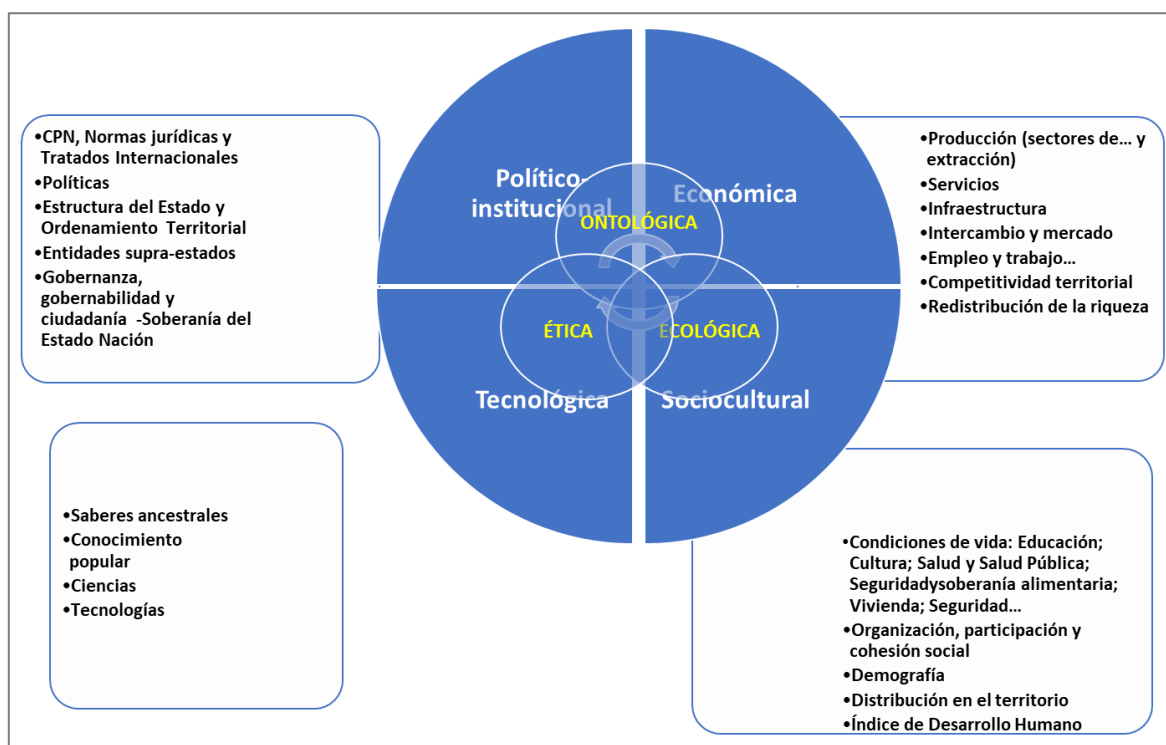 •CPN, Normas jurídicas y
Tratados Internacionales
•Políticas
•Estructura del Estado y
Ordenamiento Territorial
•Entidades supra-estados
•Gobernanza,
gobernabilidad y
ciudadanía -Soberanía del
Estado Nación
Político-
institucional
Económica
ONTOLÓGICA
ÉTICA
ECOLÓGICA
Tecnológica
Sociocultural
•Producción (sectores de… y
extracción)
•Servicios
•Infraestructura
•Intercambio y mercado
•Empleo y trabajo…
•Competitividad territorial
•Redistribución de la riqueza
•Saberes ancestrales
•Conocimiento
popular
•Ciencias
•Tecnologías
•Condiciones de vida: Educación;
Cultura; Salud y Salud Pública;
Seguridadysoberanía alimentaria;
Vivienda; Seguridad…
•Organización, participación y
cohesión social
•Demografía
•Distribución en el territorio
•Índice de Desarrollo Humano